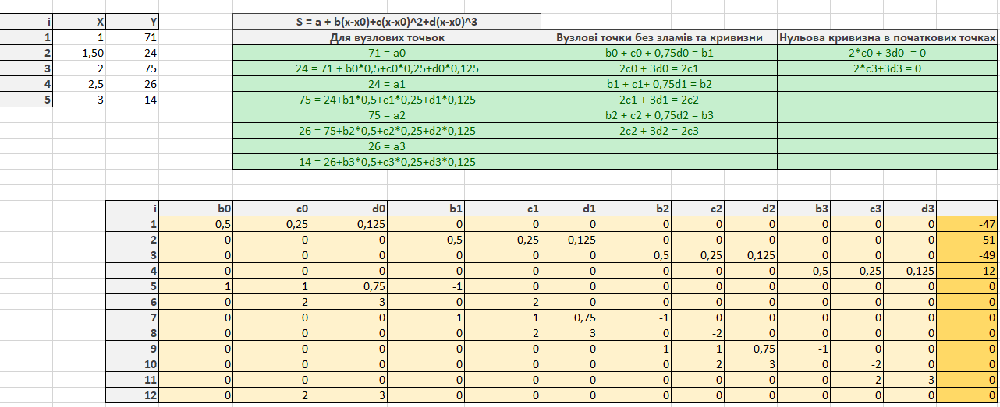 S = a + b(x-x0)+c(x-x0)^2+d(x-x0)^3
i X Y
Для вузлових точьок Вузлові точки без зламів та кривизни Нульова кривизна в початкових точках
1 1 71 71 = a0 b0 + c0 + 0,75d0 = b1 2*c0 + 3d0 = 0
2 1,50 24 24 = 71 + b0*0,5+c0*0,25+d0*0,125 2c0 + 3d0 = 2c1 2*c3+3d3 = 0
3 2 75 24 = a1 b1 + c1+ 0,75d1 = b2
4 2,5 26 75 = 24+b1*0,5+c1*0,25+d1*0,125 2c1 + 3d1 = 2c2
5 3 14 75 = a2 b2 + c2 + 0,75d2 = b3
26 = 75+b2*0,5+c2*0,25+d2*0,125 2c2 + 3d2 = 2c3
26 = a3
14 = 26+b3*0,5+c3*0,25+d3*0,125
i b0 c0 d0 b1 c1 d1 b2 c2 d2 b3 c3 d3
1 0,5 0,25 0,125 0 0 0 0 0 0 0 0 0 -47
2 0 0 0 0,5 0,25 0,125 0 0 0 0 0 0 51
3 0 0 0 0 0 0 0,5 0,25 0,125 0 0 0 -49
4 0 0 0 0 0 0 0 0 0 0,5 0,25 0,125 -12
5 1 1 0,75 -1 0 0 0 0 0 0 0 0 0
6 0 2 3 0 -2 0 0 0 0 0 0 0 0
7 0 0 0 1 1 0,75 -1 0 0 0 0 0 0
8 0 0 0 0 2 3 0 -2 0 0 0 0 0
9 0 0 0 0 0 0 1 1 0,75 -1 0 0 0
10 0 0 0 0 0 0 0 2 3 0 -2 0 0
11 0 0 0 0 0 0 0 0 0 0 2 3 0
12 0 2 3 0 0 0 0 0 0 0 0 0 0